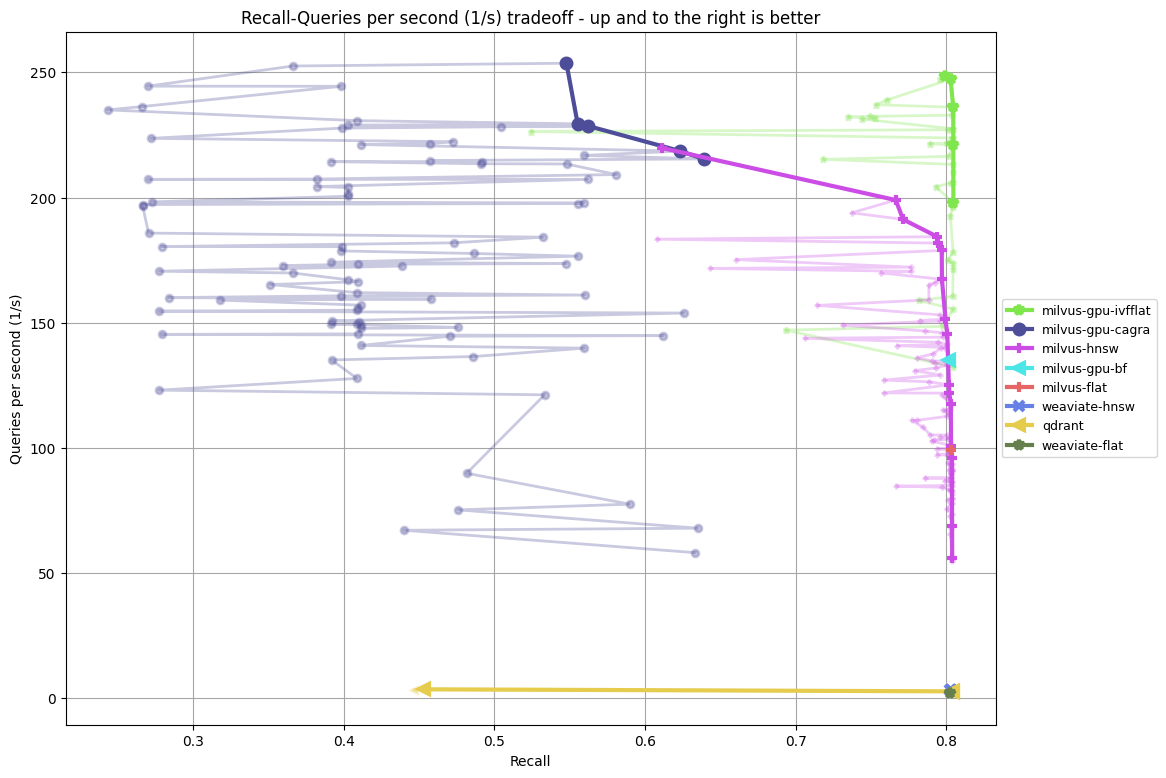 Recall-Queries per second (1/s) tradeoff - up and to the right is better
Queries per second (1/s)
250
200
150
100
50
0
0.3 0.4 0.5 0.6 0.7 0.8
Recall
milvus-gpu-ivfflat
milvus-gpu-cagra
milvus-hnsw
milvus-gpu-bf
milvus-flat
weaviate-hnsw
qdrant
weaviate-flat